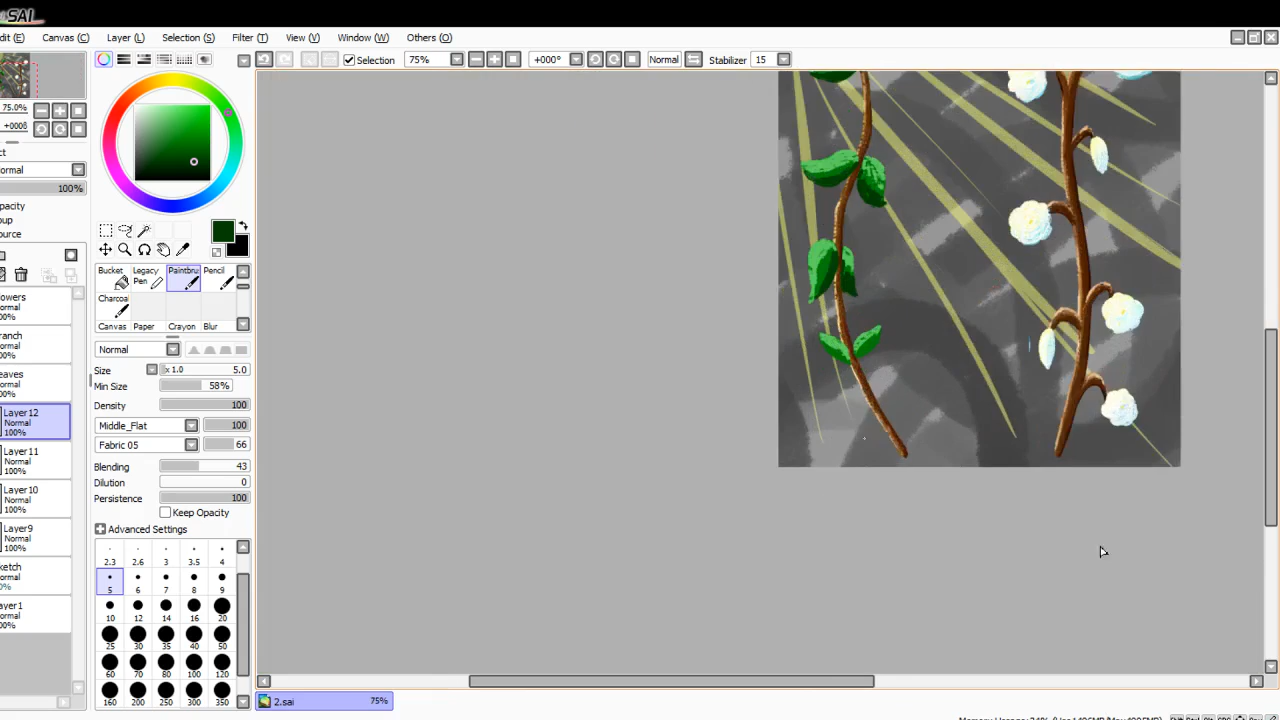 SAI
dit (E) Canvas (C) Layer (L) Selection (S) Filter (T) View (V) Window (W) Others (O)
Selection 75% +000° Normal Stabilizer 15
75.0%
+000
ct
ormal
100%
pacity
oup
ource
owers
ormal
100%
ranch
ormal
00%
eaves
ormal
00%
Layer12
Normal
100%
Layer11
Normal
100%
Layer10
Normal
100%
Layer9
Normal
100%
ketch
0%
ayer1
ormal
00%
Bucket Legacy Pen Paintbru Pencil
Charcoa
Canvas Paper Crayon Blur
Normal
Size x 1.0 5.0
Min Size 58%
Density 100
Middle_Flat 100
Fabric 05 66
Blending 43
Dilution 0
Persistence 100
Keep Opacity
Advanced Settings
2.3 2.6 3 3.5 4
5 6 7 8 9
10 12 14 16 20
25 30 35 40 50
60 70 80 100 120
160 200 250 300 350
2.sai 75%